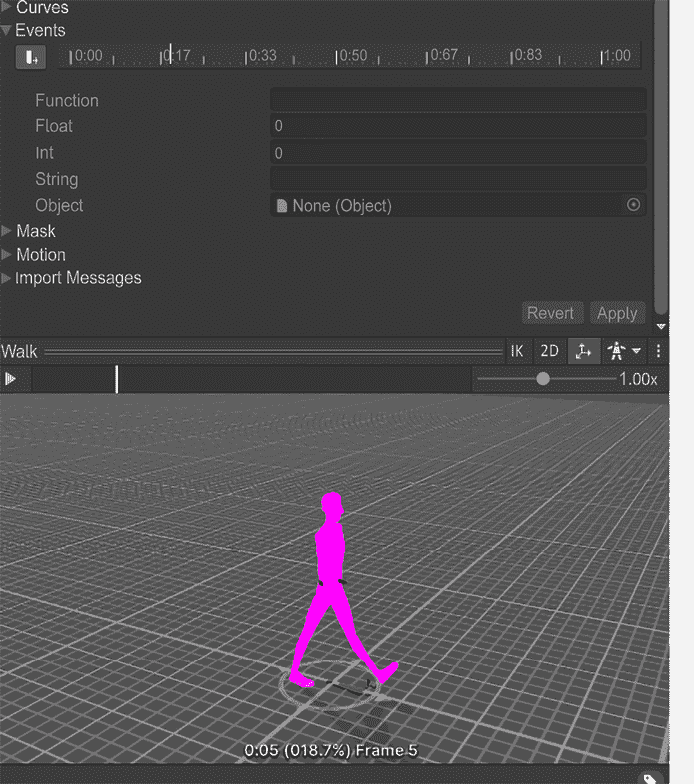 Curves
Events
0:00 0:17 0:33 0:50 0:67 0:83 1:00
Function
Float 0
Int 0
String
Object None (Object)
Mask
Motion
Import Messages
Revert Apply
Walk IK 2D
1.00x
0:05 (018.7%) Frame 5